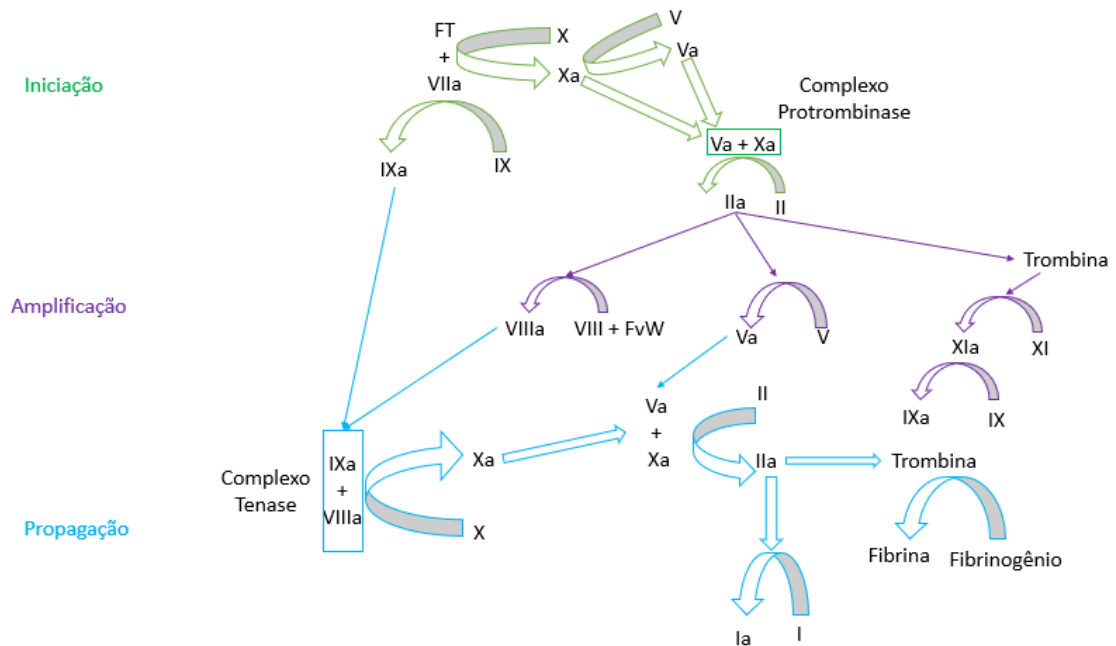 FT
+
VIIa
X
Xa
V
Va
Iniciação
Complexo
Protrombinase
Va + Xa
IXa
IX
IIa
II
Trombina
Amplificação
VIIIa
VIII + FvW
Va
V
XIa
XI
IXa
IX
Va
+
Xa
II
IIa
Trombina
Xa
X
IXa
+
VIIIa
Complexo
Tenase
Propagação
Fibrina
Fibrinogênio
Ia
I